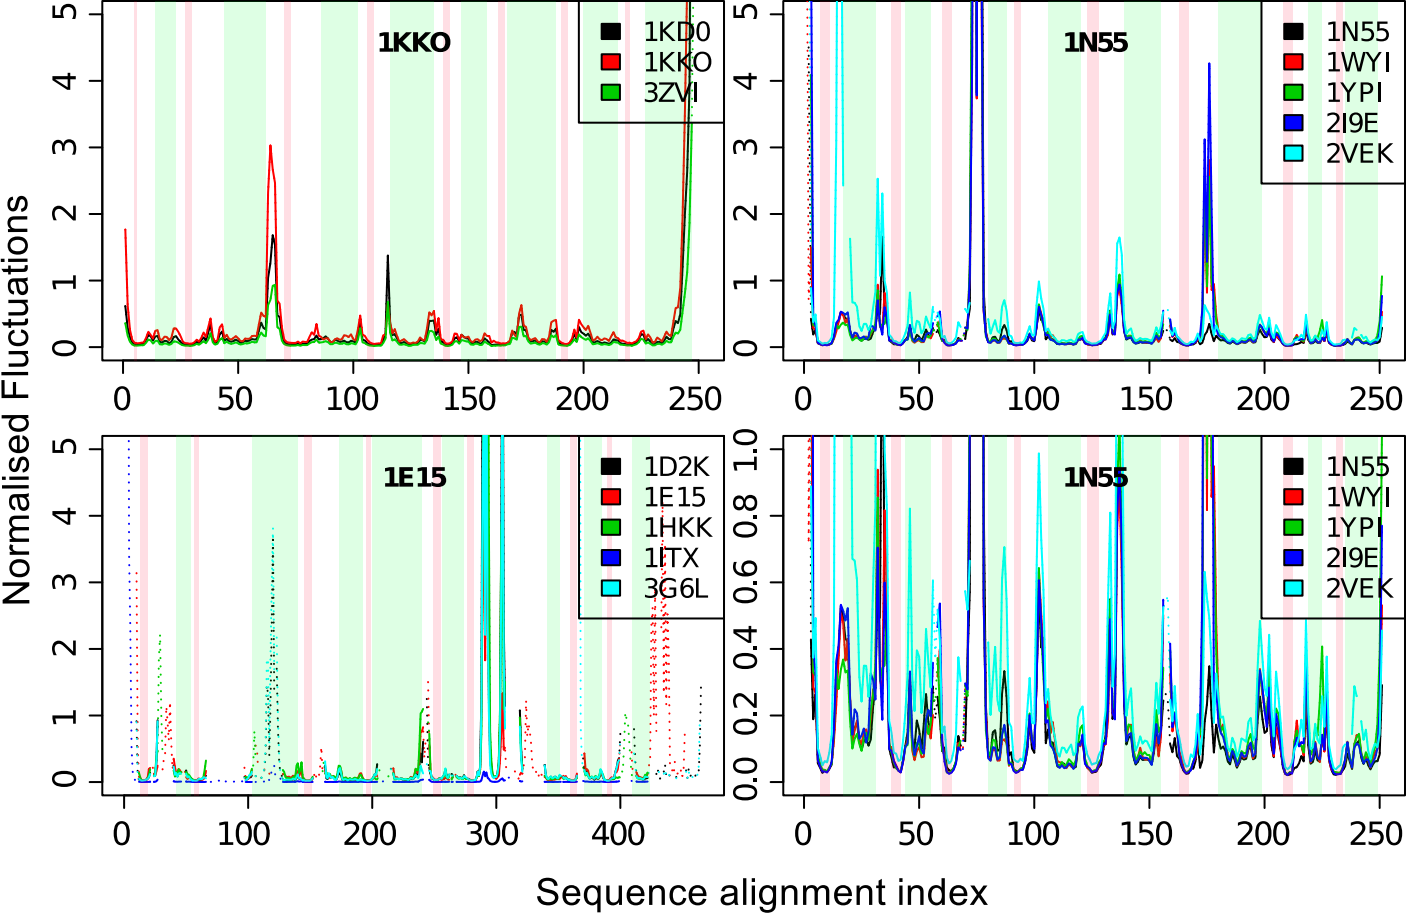 Normalised Fluctuations
1KKO
1KD0
1KKO
3ZVI
5
4
3
2
1
0
0 50 100 150 200 250
1N55
1N55
1WYI
1YPI
2I9E
2VEK
5
4
3
2
1
0
0 50 100 150 200 250
1E15
1D2K
1E15
1HKK
1ITX
3G6L
5
4
3
2
1
0
0 100 200 300 400
1N55
1N55
1WYI
1YPI
2I9E
2VEK
1.0
0.8
0.6
0.4
0.2
0.0
0 50 100 150 200 250
Sequence alignment index